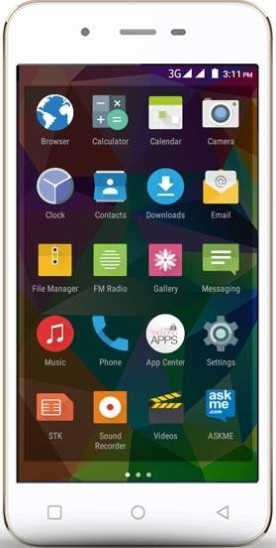 3G 3:11 PM
Browser Calculator Calendar Camera
Clock Contacts Downloads Email
File Manager FM Radio Gallery Messaging
APPS
Music Phone App Center Settings
ask
me
.com
STK Sound Recorder Videos ASKME